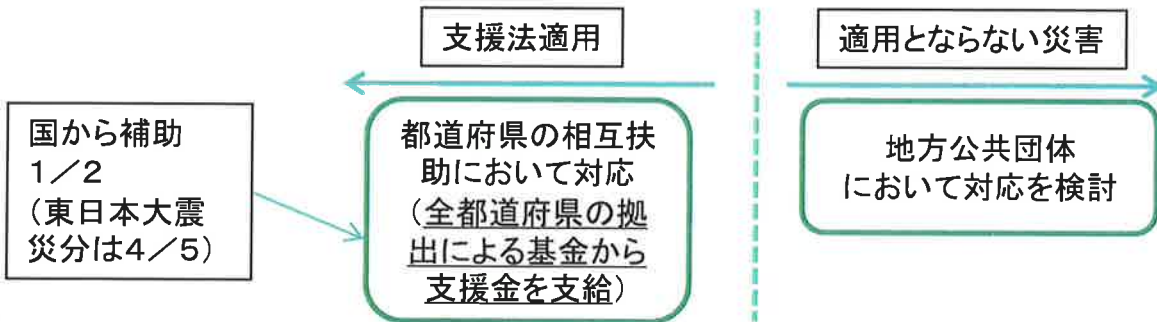 支援法適用
適用とならない災害
国から補助
1／2
（東日本大震
災分は4／5）
都道府県の相互扶
助において対応
（全都道府県の拠
出による基金から
支援金を支給）
地方公共団体
において対応を検討